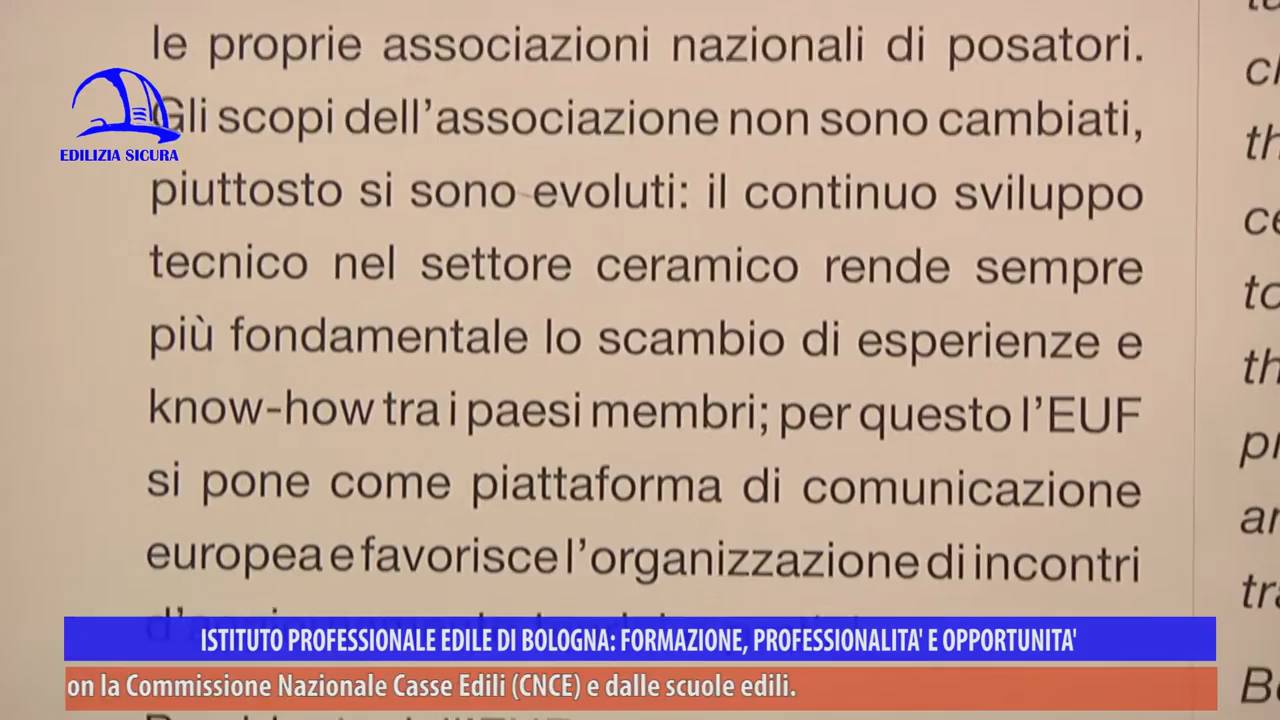 le proprie associazioni nazionali di posatori.
Gli scopi dell'associazione non sono cambiati,
piuttosto si sono evoluti: il continuo sviluppo
tecnico nel settore ceramico rende sempre
più fondamentale lo scambio di esperienze e
know-how tra i paesi membri; per questo l'EUF
si pone come piattaforma di comunicazione
europea e favorisce l'organizzazione di incontri
EDILIZIA SICURA
ISTITUTO PROFESSIONALE EDILE DI BOLOGNA: FORMAZIONE, PROFESSIONALITA' E OPPORTUNITA'
on la Commissione Nazionale Casse Edili (CNCE) e dalle scuole edili.